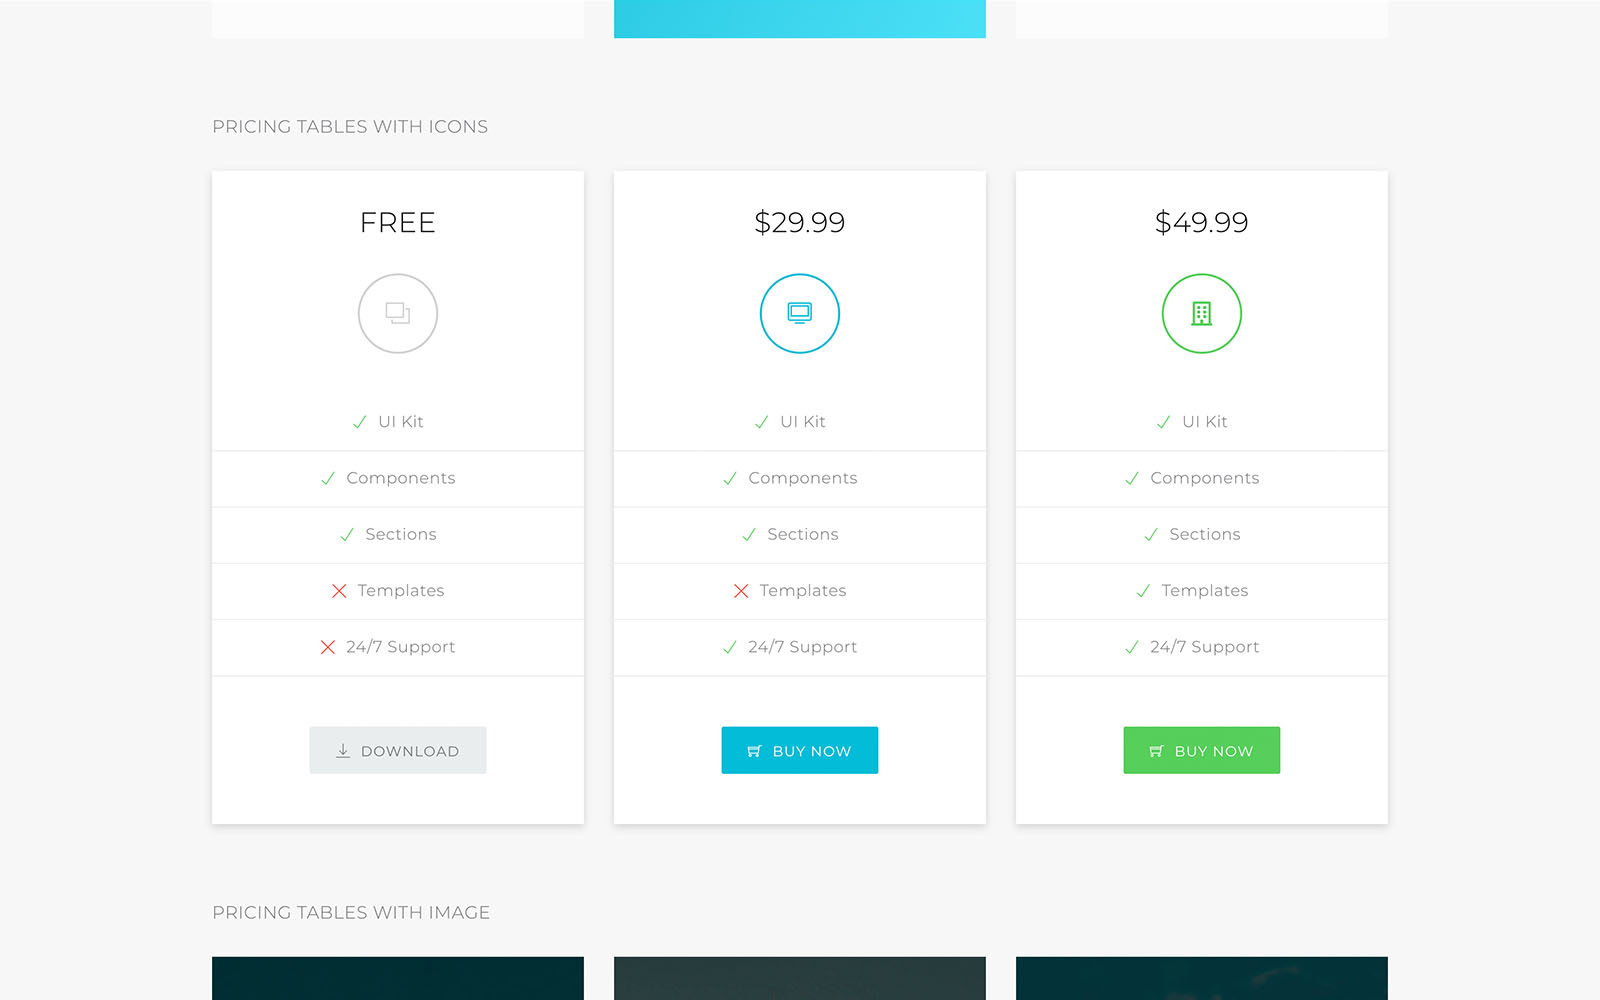 PRICING TABLES WITH ICONS
FREE
UI Kit
Components
Sections
Templates
24/7 Support
DOWNLOAD
$29.99
UI Kit
Components
Sections
Templates
24/7 Support
BUY NOW
$49.99
UI Kit
Components
Sections
Templates
24/7 Support
BUY NOW
PRICING TABLES WITH IMAGE